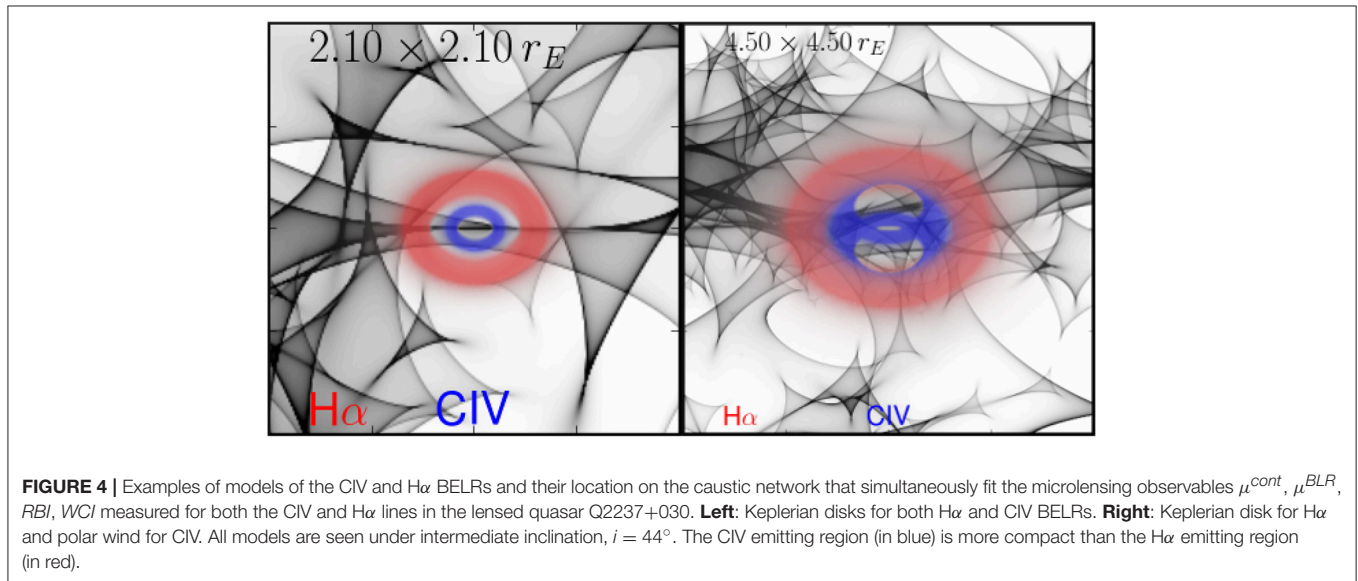 2.10 × 2.10 r_E
4.50 × 4.50 r_E
Hα CIV
Hα CIV
FIGURE 4 | Examples of models of the CIV and Hα BELRs and their location on the caustic network that simultaneously fit the microlensing observables μ^cont, μ^BLR,
RBI, WCI measured for both the CIV and Hα lines in the lensed quasar Q2237+030. Left: Keplerian disks for both Hα and CIV BELRs. Right: Keplerian disk for Hα
and polar wind for CIV. All models are seen under intermediate inclination, i = 44°. The CIV emitting region (in blue) is more compact than the Hα emitting region
(in red).